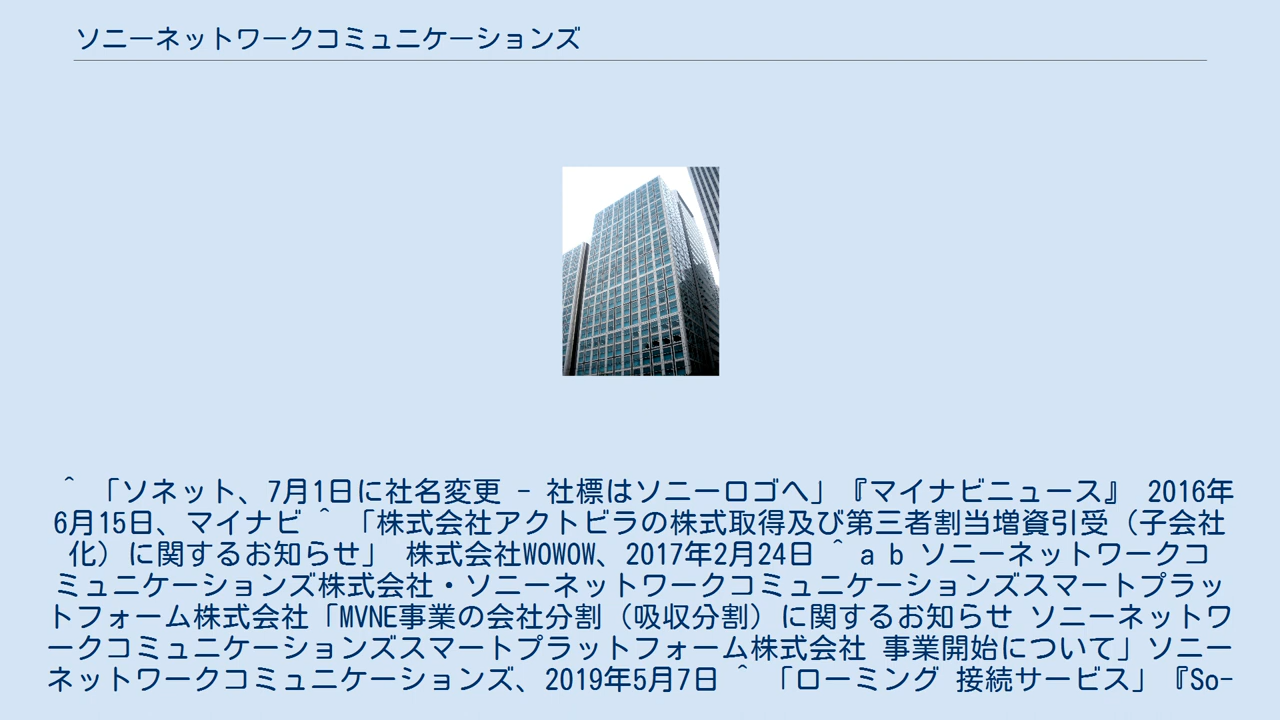 ソニーネットワークコミュニケーションズ
^ 「ソネット、7月1日に社名変更 － 社標はソニーロゴへ」『マイナビニュース』 2016年
6月15日、マイナビ ^ 「株式会社アクトビラの株式取得及び第三者割当増資引受（子会社
化）に関するお知らせ」 株式会社WOWOW、2017年2月24日 ^ a b ソニーネットワークコ
ミュニケーションズ株式会社・ソニーネットワークコミュニケーションズスマートプラッ
トフォーム株式会社「MVNE事業の会社分割（吸収分割）に関するお知らせ ソニーネットワ
ークコミュニケーションズスマートプラットフォーム株式会社 事業開始について」ソニー
ネットワークコミュニケーションズ、2019年5月7日 ^ 「ローミング 接続サービス」『So-